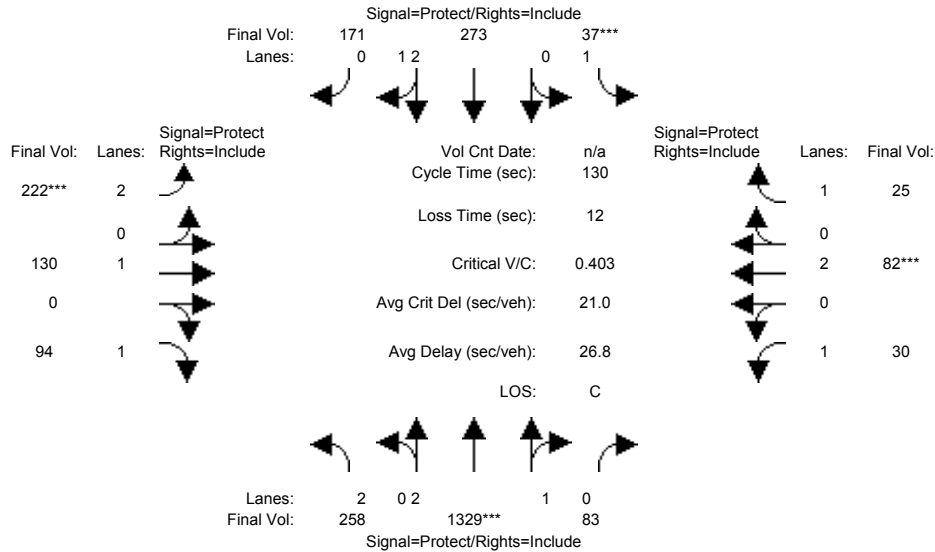 Signal=Protect/Rights=Include
Final Vol: 171 273 37***
Lanes: 0 1 2 0 1
Signal=Protect
Final Vol: Lanes: Rights=Include
Vol Cnt Date: n/a
Signal=Protect
Rights=Include Lanes: Final Vol:
Cycle Time (sec): 130
222*** 2
1 25
Loss Time (sec): 12
0
0
130 1
Critical V/C: 0.403
2 82***
0
Avg Crit Del (sec/veh): 21.0
0
94 1
Avg Delay (sec/veh): 26.8
1 30
LOS: C
Lanes: 2 0 2 1 0
Final Vol: 258 1329*** 83
Signal=Protect/Rights=Include